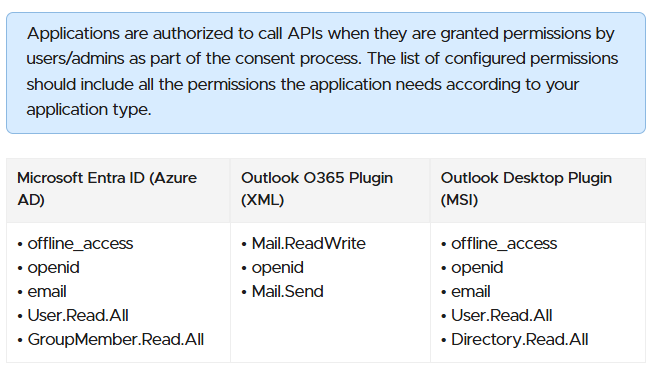 Applications are authorized to call APIs when they are granted permissions by
users/admins as part of the consent process. The list of configured permissions
should include all the permissions the application needs according to your
application type.
Microsoft Entra ID (Azure
AD)
Outlook O365 Plugin
(XML)
Outlook Desktop Plugin
(MSI)
• offline_access
• openid
• email
• User.Read.All
• GroupMember.Read.All
• Mail.ReadWrite
• openid
• Mail.Send
• offline_access
• openid
• email
• User.Read.All
• Directory.Read.All